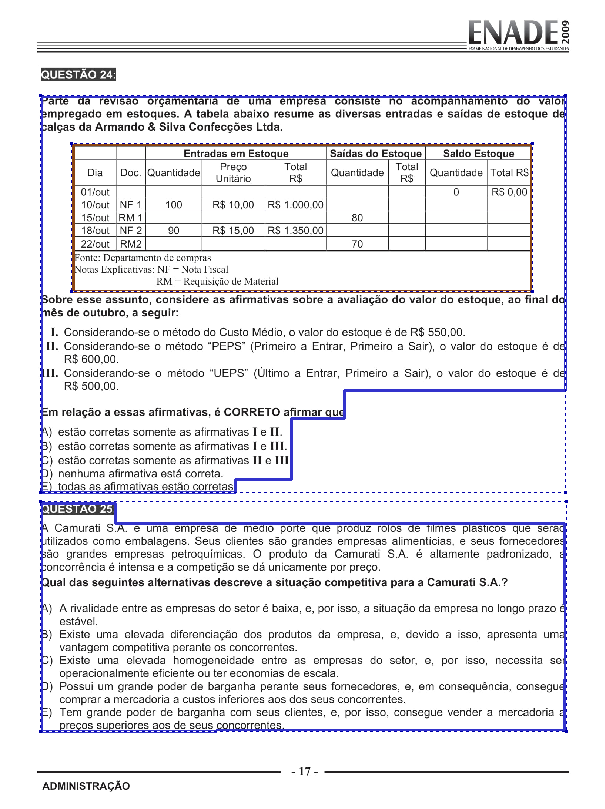 ENADE 2009
EXAME NACIONAL DE DESEMPENHO DOS ESTUDANTES
QUESTÃO 24:
Parte da revisão orçamentária de uma empresa consiste no acompanhamento do valor
empregado em estoques. A tabela abaixo resume as diversas entradas e saídas de estoque de
calças da Armando & Silva Confecções Ltda.
Entradas em Estoque Saídas do Estoque Saldo Estoque
Dia Doc. Quantidade Preço Unitário Total R$ Quantidade Total R$ Quantidade Total R$
01/out 0 R$ 0,00
10/out NF 1 100 R$ 10,00 R$ 1.000,00
15/out RM 1 80
18/out NF 2 90 R$ 15,00 R$ 1.350,00
22/out RM2 70
Fonte: Departamento de compras
Notas Explicativas: NF = Nota Fiscal
RM = Requisição de Material
Sobre esse assunto, considere as afirmativas sobre a avaliação do valor do estoque, ao final do
mês de outubro, a seguir:
I. Considerando-se o método do Custo Médio, o valor do estoque é de R$ 550,00.
II. Considerando-se o método “PEPS” (Primeiro a Entrar, Primeiro a Sair), o valor do estoque é de
R$ 600,00.
III. Considerando-se o método “UEPS” (Último a Entrar, Primeiro a Sair), o valor do estoque é de
R$ 500,00.
Em relação a essas afirmativas, é CORRETO afirmar que
A) estão corretas somente as afirmativas I e II.
B) estão corretas somente as afirmativas I e III.
C) estão corretas somente as afirmativas II e III
D) nenhuma afirmativa está correta.
E) todas as afirmativas estão corretas
QUESTÃO 25
A Camurati S.A. é uma empresa de médio porte que produz rolos de filmes plásticos que serão
utilizados como embalagens. Seus clientes são grandes empresas alimentícias, e seus fornecedores
são grandes empresas petroquímicas. O produto da Camurati S.A. é altamente padronizado, a
concorrência é intensa e a competição se dá unicamente por preço.
Qual das seguintes alternativas descreve a situação competitiva para a Camurati S.A.?
A) A rivalidade entre as empresas do setor é baixa, e, por isso, a situação da empresa no longo prazo é
estável.
B) Existe uma elevada diferenciação dos produtos da empresa, e, devido a isso, apresenta uma
vantagem competitiva perante os concorrentes.
C) Existe uma elevada homogeneidade entre as empresas do setor, e, por isso, necessita ser
operacionalmente eficiente ou ter economias de escala.
D) Possui um grande poder de barganha perante seus fornecedores, e, em consequência, consegue
comprar a mercadoria a custos inferiores aos dos seus concorrentes.
E) Tem grande poder de barganha com seus clientes, e, por isso, consegue vender a mercadoria a
preços superiores aos de seus concorrentes.
- 17 -
ADMINISTRAÇÃO